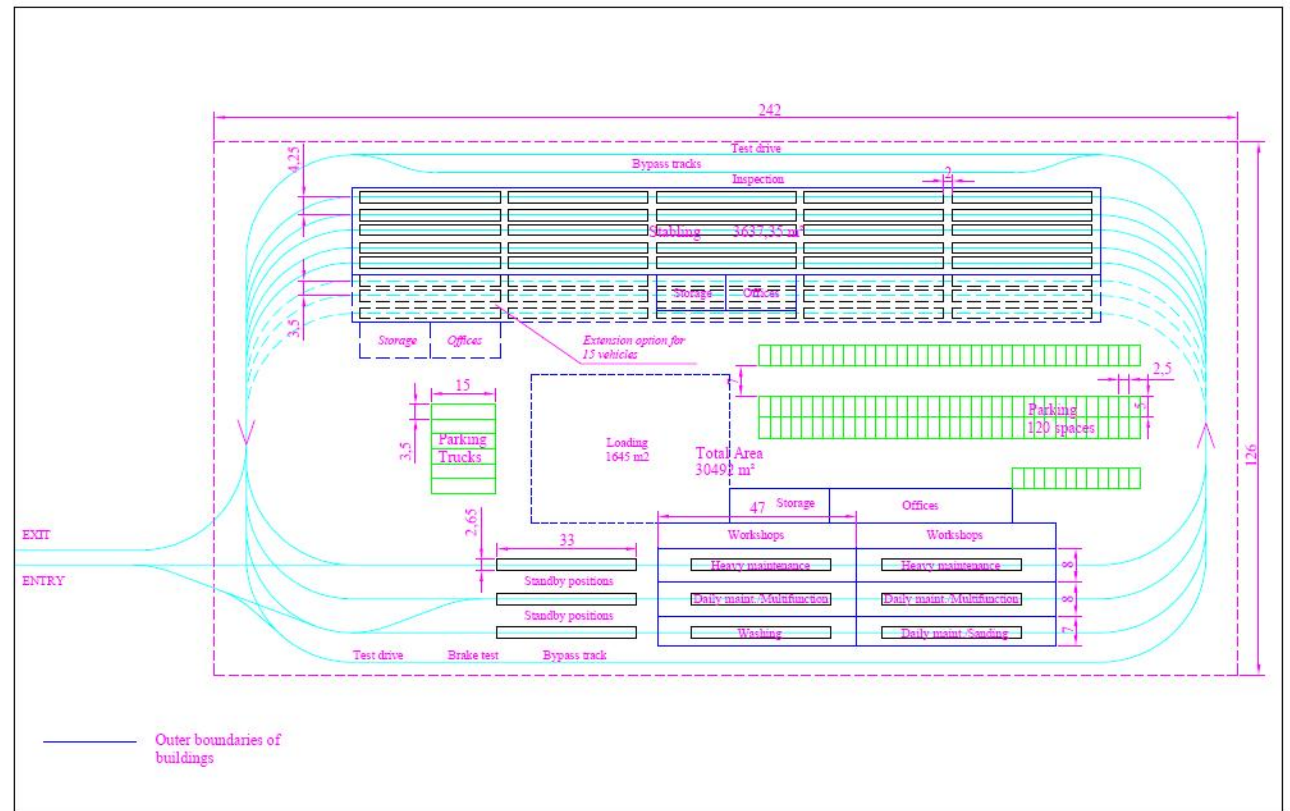 242
Test drive
Bypass tracks
4,25
Inspection
2
Stabling 3637,35 m²
Storage
Offices
3,5
Storage
Offices
Extension option for
15 vehicles
7
2,5
15
5
Parking
120 spaces
3,5
Parking
Trucks
Loading
1645 m2
Total Area
30492 m²
126
2,65
47
Storage
Offices
EXIT
33
Workshops
Workshops
ENTRY
Heavy maintenance
Heavy maintenance
8
Standby positions
Daily maint./Multifunction
Daily maint./Multifunction
8
Standby positions
Washing
Daily maint./Sanding
7
Test drive
Brake test
Bypass track
Outer boundaries of
buildings